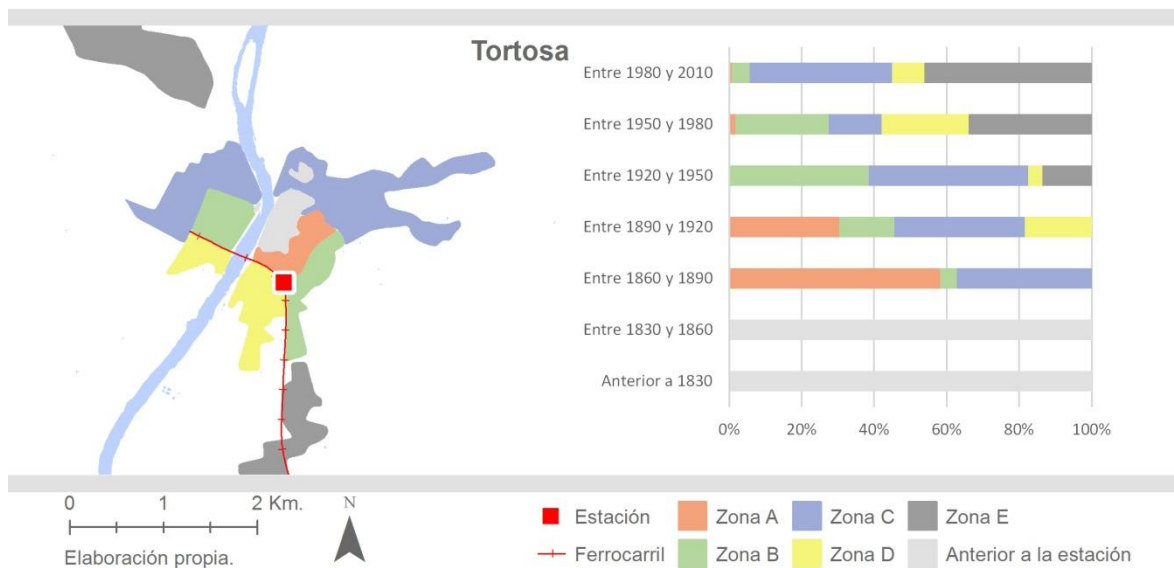 Tortosa
Entre 1980 y 2010
Entre 1950 y 1980
Entre 1920 y 1950
Entre 1890 y 1920
Entre 1860 y 1890
Entre 1830 y 1860
Anterior a 1830
0% 20% 40% 60% 80% 100%
0 1 2 Km.
Elaboración propia.
N
Estación Zona A Zona C Zona E
Ferrocarril Zona B Zona D Anterior a la estación